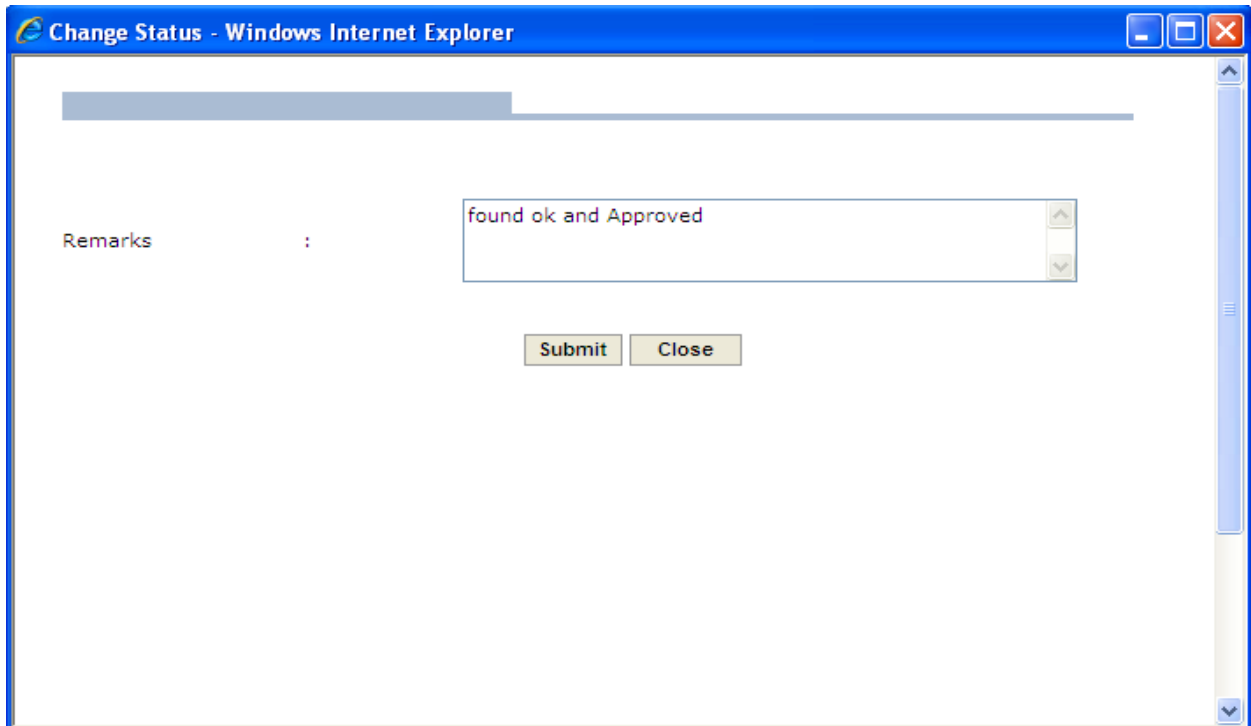 Change Status - Windows Internet Explorer
found ok and Approved
Remarks :
Submit Close